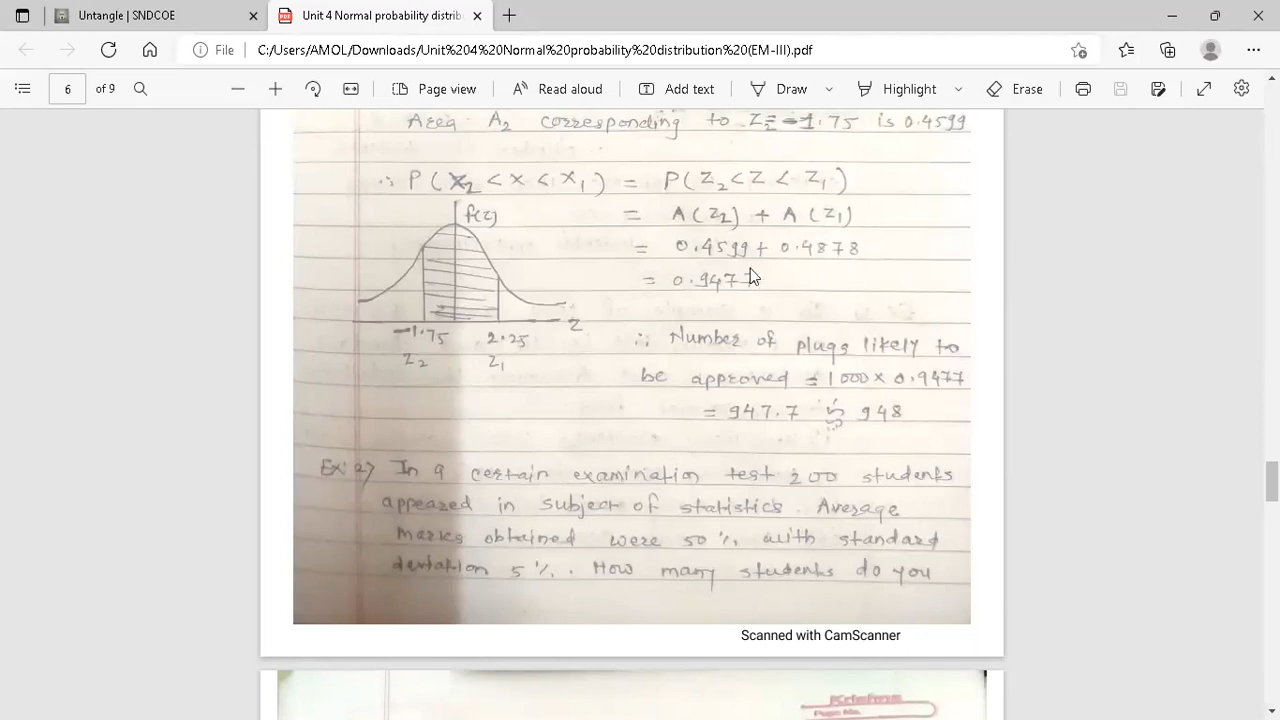 Untangle | SNDCOE
Unit 4 Normal probability distrib
File C:/Users/AMOL/Downloads/Unit%204%20Normal%20probability%20distribution%20(EM-III).pdf
6 of 9 Page view Read aloud Add text Draw Highlight Erase
Area A2 corresponding to Z2 = -1.75 is 0.4599
∴ P(X2 < X < X1) = P(Z2 < Z < Z1)
f(z)
= A(Z2) + A(Z1)
= 0.4599 + 0.4878
= 0.947
-1.75 2.25 Z
Z2 Z1
∴ Number of plugs likely to
be approved = 1000 × 0.9477
= 947.7 ≈ 948
Ex. 2) In a certain examination test 200 students
appeared in subject of statistics. Average
marks obtained were 50 % with standard
deviation 5 %. How many students do you
Scanned with CamScanner
Krishna
Page No.